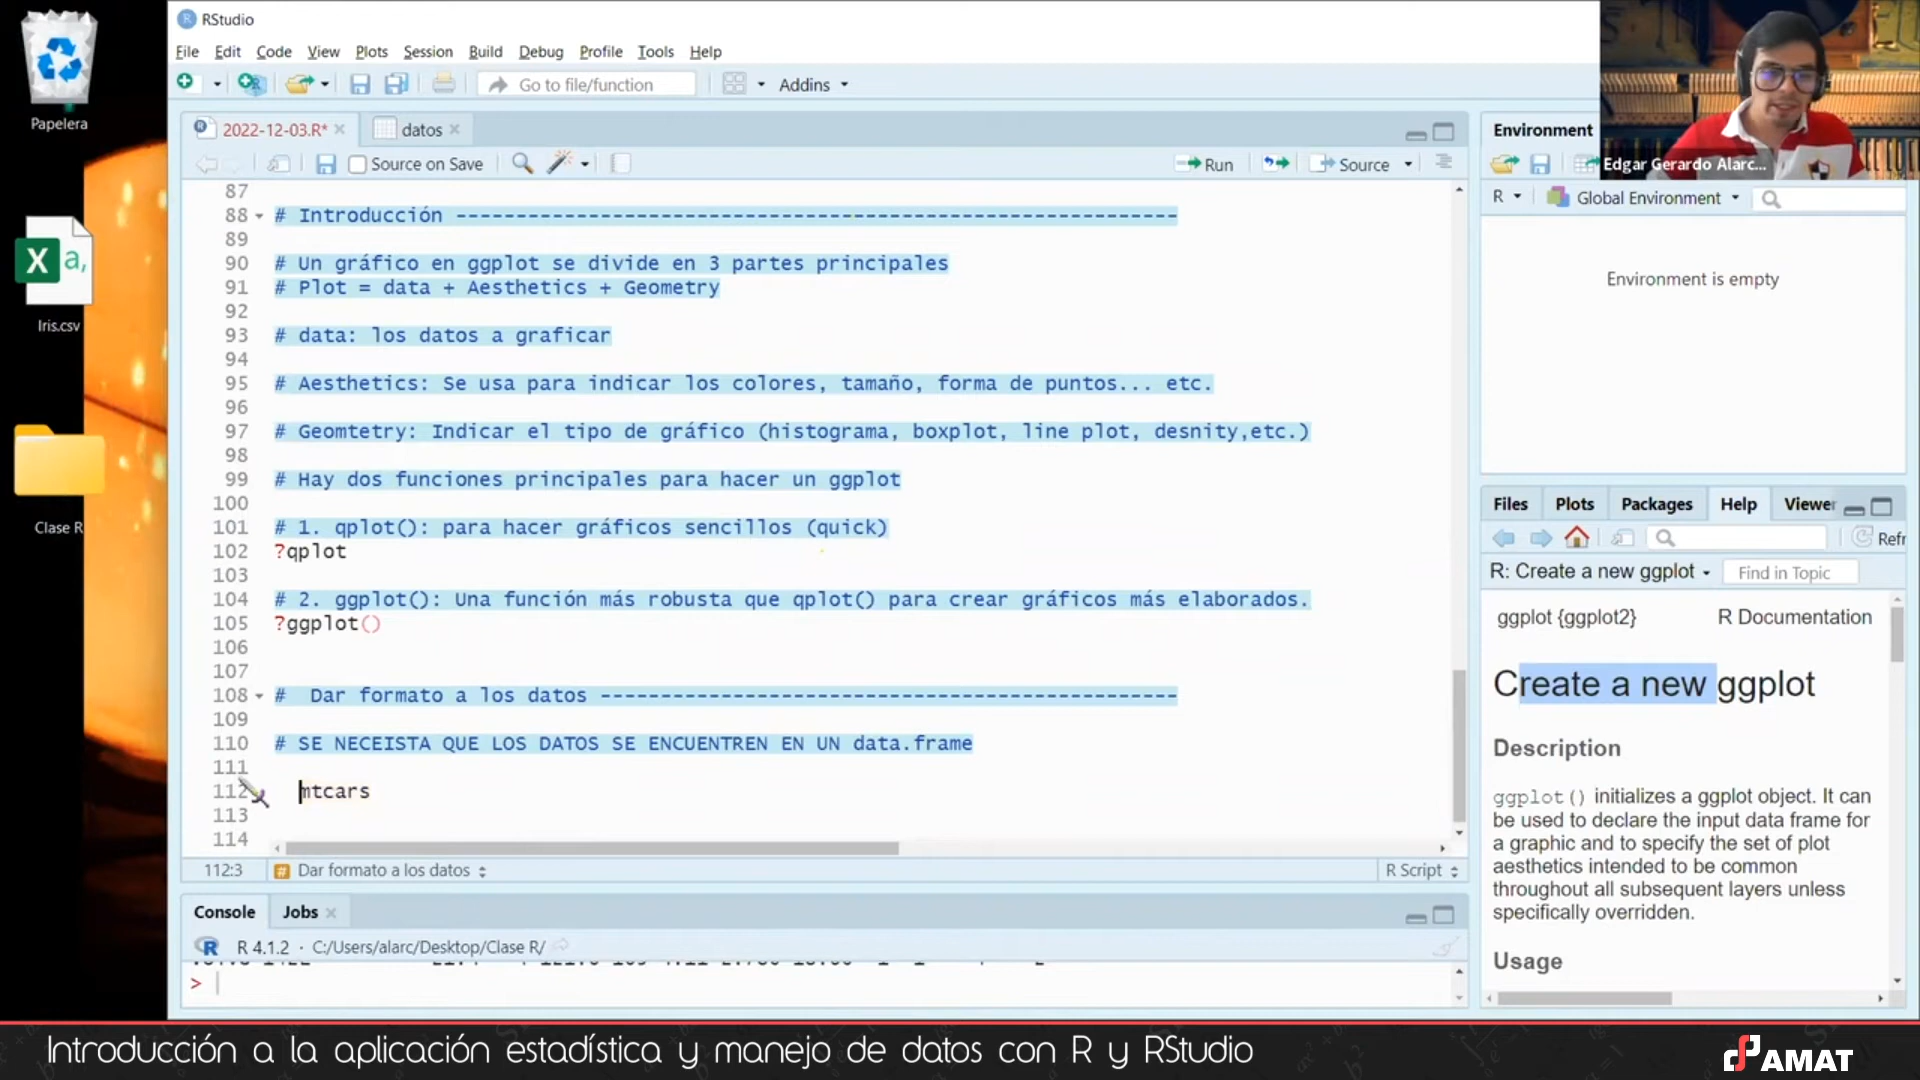 Papelera
Iris.csv
Clase R
RStudio
File Edit Code View Plots Session Build Debug Profile Tools Help
Go to file/function Addins
2022-12-03.R* datos
Source on Save Run Source
87
88 # Introducción ------------------------------------------------------------
89
90 # Un gráfico en ggplot se divide en 3 partes principales
91 # Plot = data + Aesthetics + Geometry
92
93 # data: los datos a graficar
94
95 # Aesthetics: Se usa para indicar los colores, tamaño, forma de puntos... etc.
96
97 # Geomtetry: Indicar el tipo de gráfico (histograma, boxplot, line plot, desnity,etc.)
98
99 # Hay dos funciones principales para hacer un ggplot
100
101 # 1. qplot(): para hacer gráficos sencillos (quick)
102 ?qplot
103
104 # 2. ggplot(): Una función más robusta que qplot() para crear gráficos más elaborados.
105 ?ggplot()
106
107
108 #  Dar formato a los datos ------------------------------------------------
109
110 # SE NECEISTA QUE LOS DATOS SE ENCUENTREN EN UN data.frame
111
112 mtcars
113
114
112:3 # Dar formato a los datos R Script
Console Jobs
R 4.1.2 · C:/Users/alarc/Desktop/Clase R/
>
Environment
Edgar Gerardo Alarc...
R Global Environment
Environment is empty
Files Plots Packages Help Viewer
Refr
R: Create a new ggplot Find in Topic
ggplot {ggplot2} R Documentation
Create a new ggplot
Description
ggplot() initializes a ggplot object. It can
be used to declare the input data frame for
a graphic and to specify the set of plot
aesthetics intended to be common
throughout all subsequent layers unless
specifically overridden.
Usage
Introducción a la aplicación estadística y manejo de datos con R y RStudio
AMAT